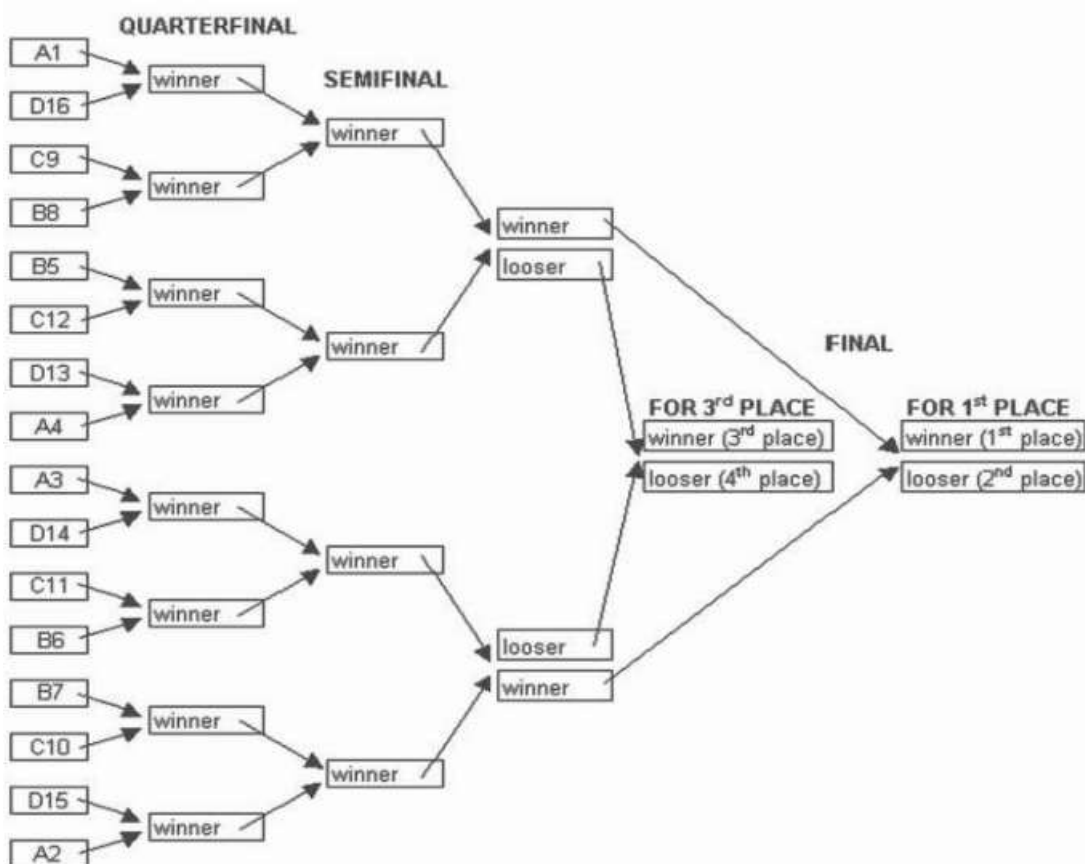 QUARTERFINAL
A1
winner
D16
SEMIFINAL
winner
C9
winner
B8
winner
looser
B5
winner
C12
winner
FINAL
D13
winner
A4
FOR 3rd PLACE
winner (3rd place)
looser (4th place)
FOR 1st PLACE
winner (1st place)
looser (2nd place)
A3
winner
D14
winner
C11
winner
B6
looser
winner
B7
winner
C10
winner
D15
winner
A2